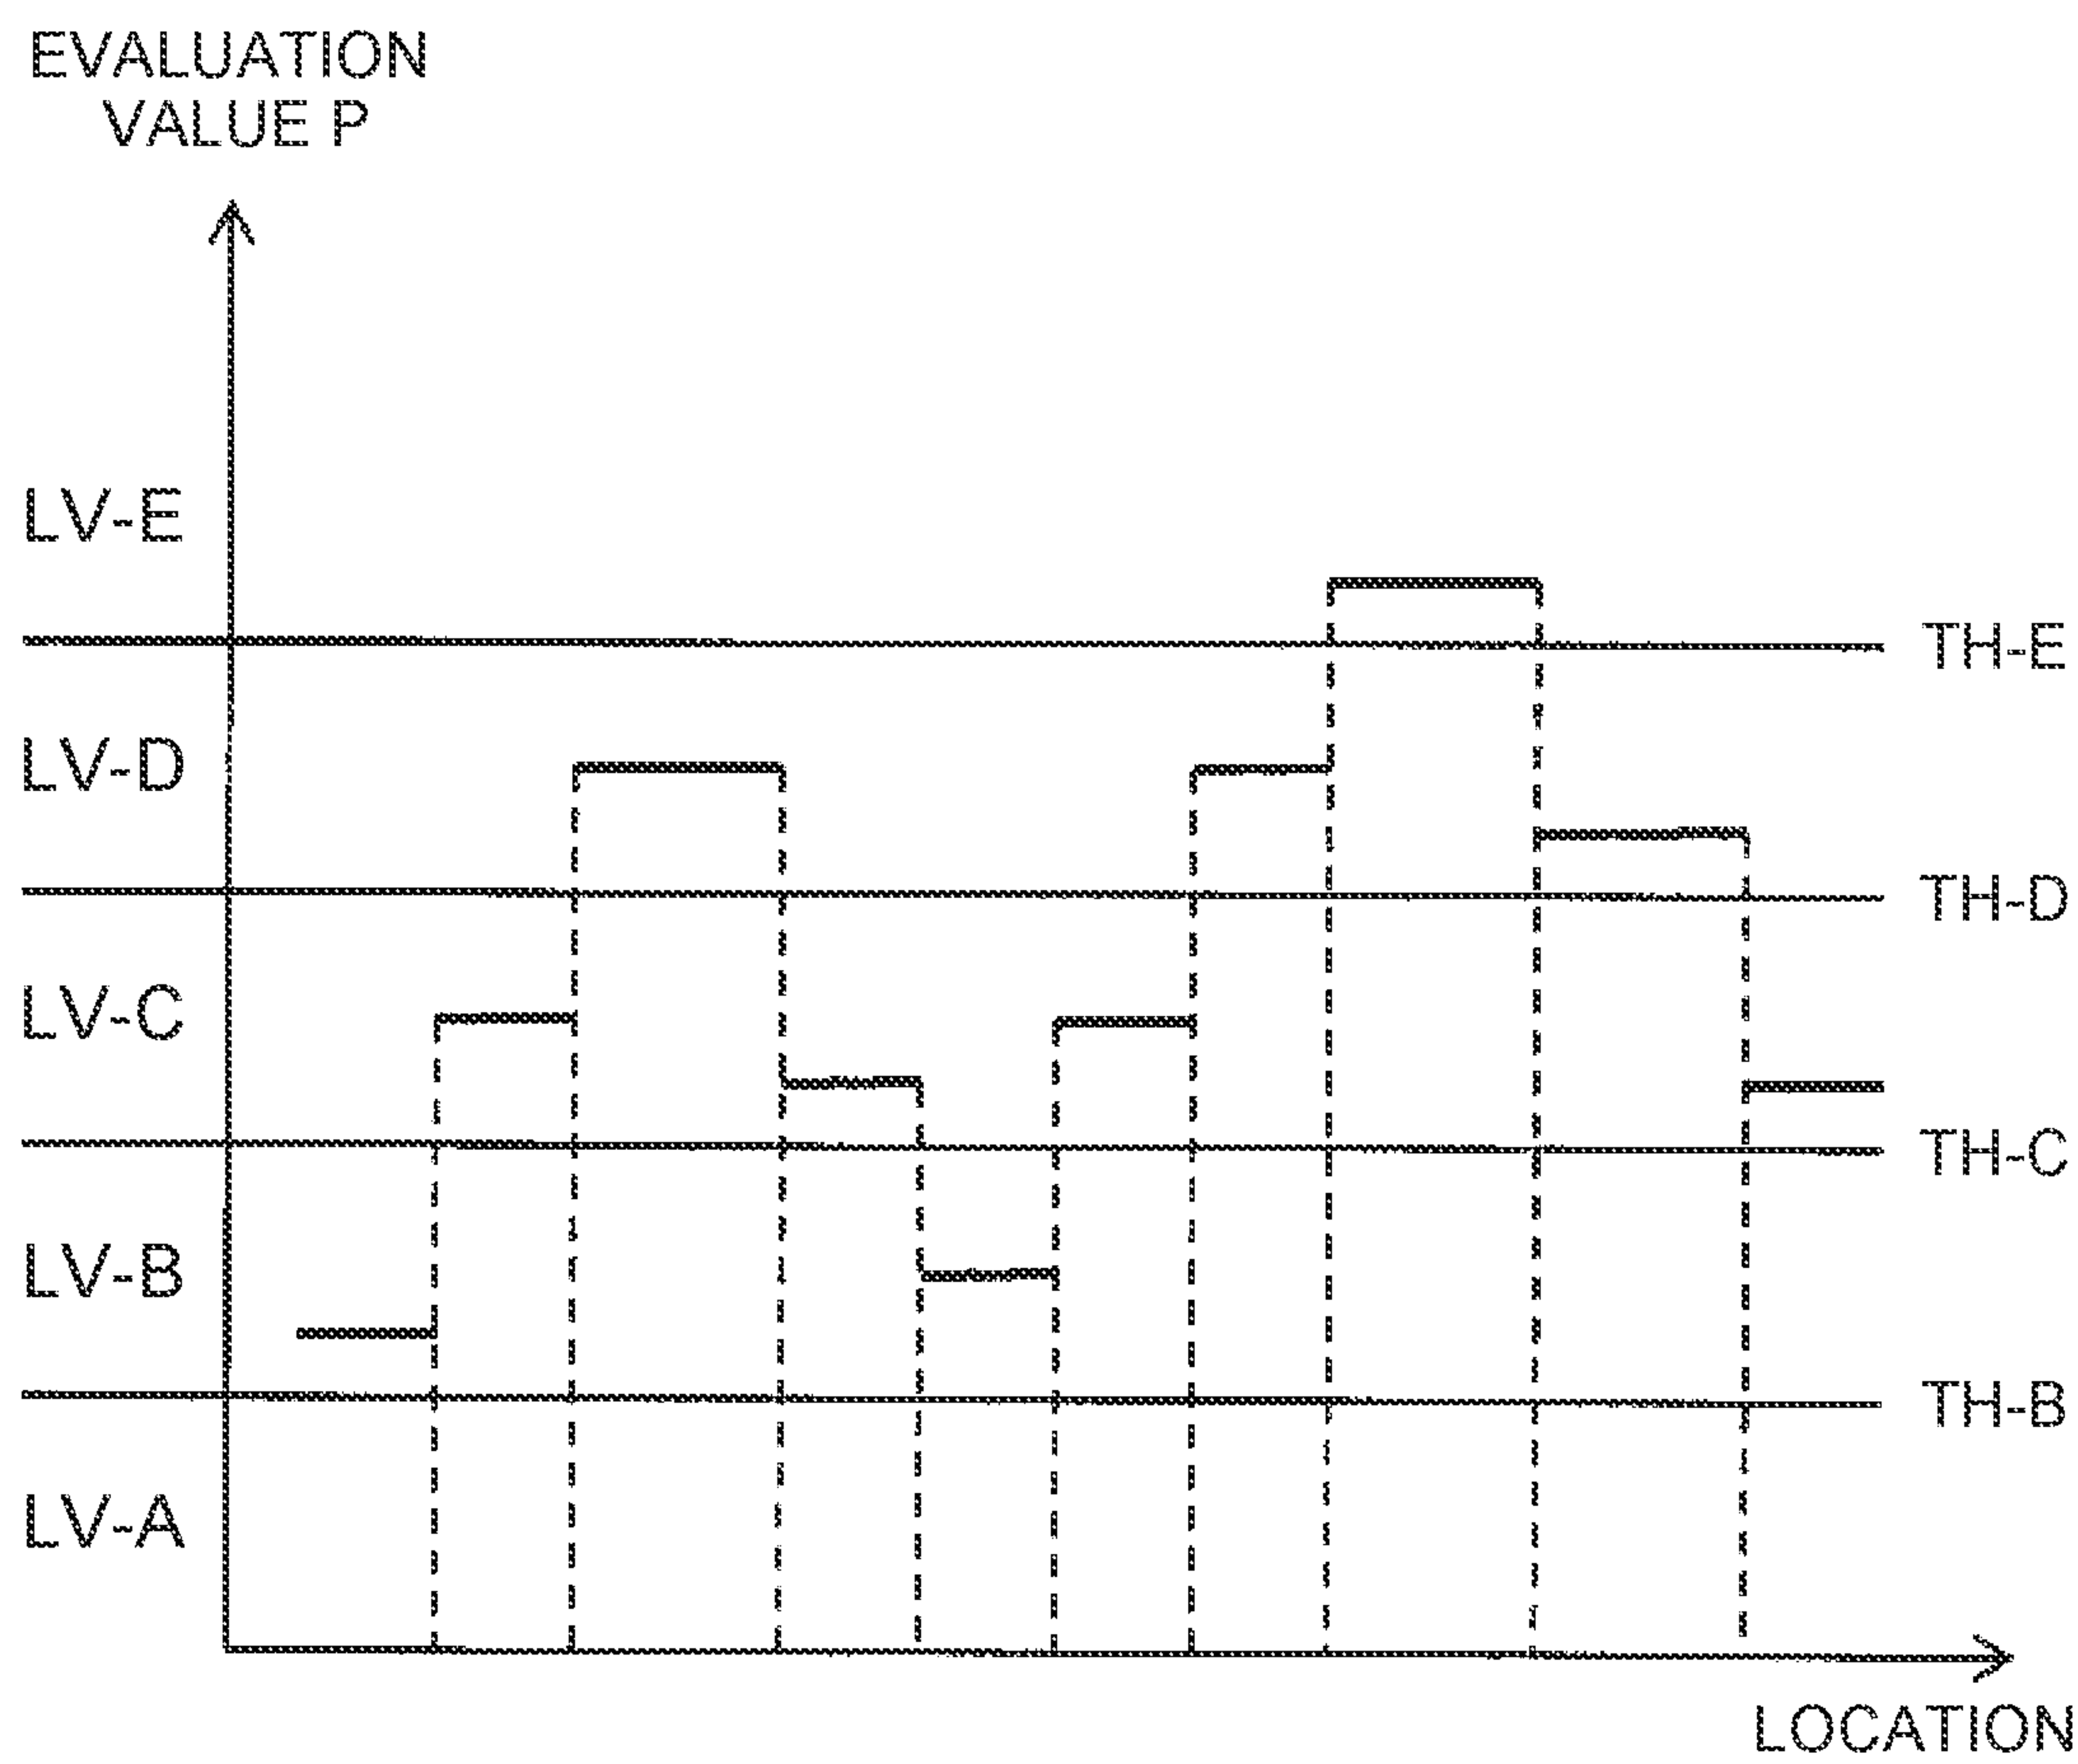 EVALUATION
VALUE P
LV-E
TH-E
LV-D
TH-D
LV-C
TH-C
LV-B
TH-B
LV-A
LOCATION